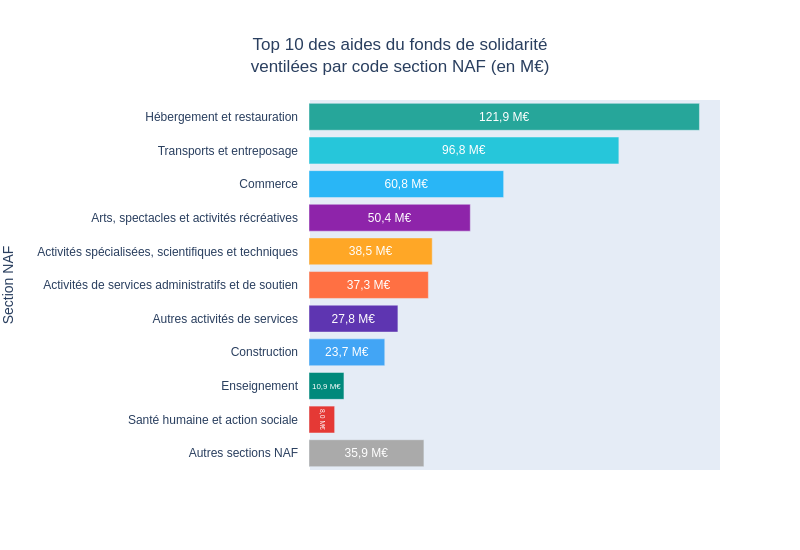 Top 10 des aides du fonds de solidarité
ventilées par code section NAF (en M€)
Section NAF
Hébergement et restauration 121,9 M€
Transports et entreposage 96,8 M€
Commerce 60,8 M€
Arts, spectacles et activités récréatives 50,4 M€
Activités spécialisées, scientifiques et techniques 38,5 M€
Activités de services administratifs et de soutien 37,3 M€
Autres activités de services 27,8 M€
Construction 23,7 M€
Enseignement 10,9 M€
Santé humaine et action sociale 8,0 M€
Autres sections NAF 35,9 M€